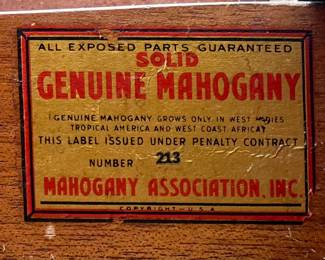 ALL EXPOSED PARTS GUARANTEED
SOLID
GENUINE MAHOGANY
(GENUINE MAHOGANY GROWS ONLY IN WEST INDIES
TROPICAL AMERICA AND WEST COAST AFRICA)
THIS LABEL ISSUED UNDER PENALTY CONTRACT
NUMBER 213
MAHOGANY ASSOCIATION, INC.
COPYRIGHT-U.S.A.